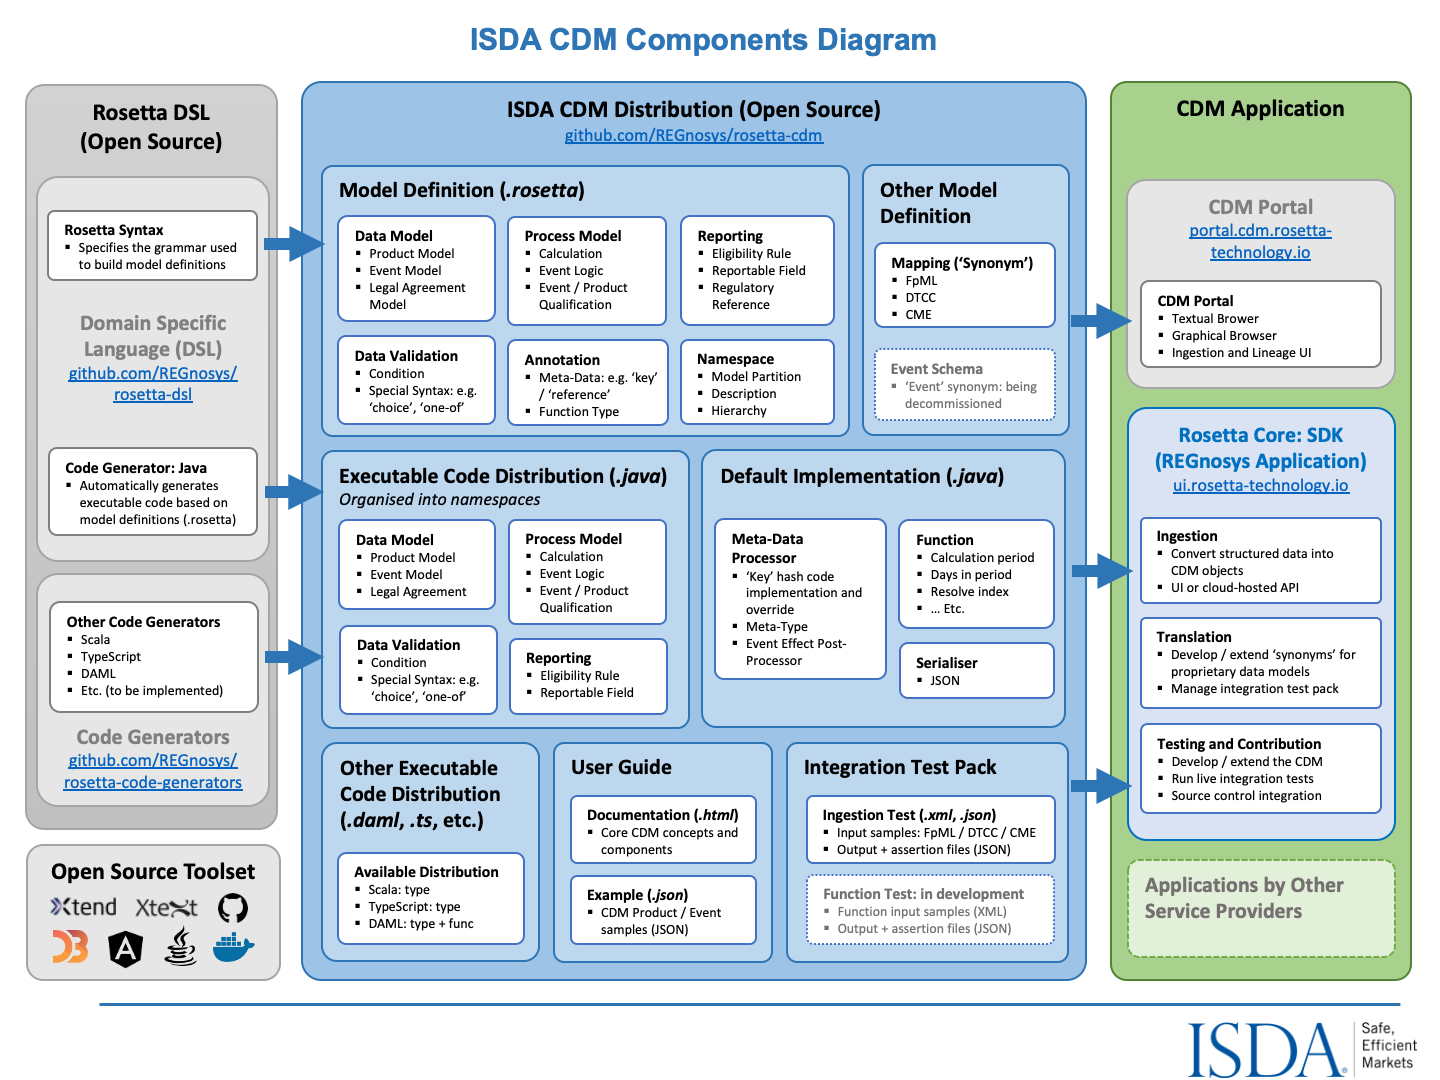 ISDA CDM Components Diagram
Rosetta DSL
(Open Source)
Rosetta Syntax
▪ Specifies the grammar used
to build model definitions
Domain Specific
Language (DSL)
github.com/REGnosys/
rosetta-dsl
Code Generator: Java
▪ Automatically generates
executable code based on
model definitions (.rosetta)
Other Code Generators
▪ Scala
▪ TypeScript
▪ DAML
▪ Etc. (to be implemented)
Code Generators
github.com/REGnosys/
rosetta-code-generators
Open Source Toolset
Xtend
Xtext
ISDA CDM Distribution (Open Source)
github.com/REGnosys/rosetta-cdm
Model Definition (.rosetta)
Data Model
▪ Product Model
▪ Event Model
▪ Legal Agreement
Model
Process Model
▪ Calculation
▪ Event Logic
▪ Event / Product
Qualification
Reporting
▪ Eligibility Rule
▪ Reportable Field
▪ Regulatory
Reference
Data Validation
▪ Condition
▪ Special Syntax: e.g.
‘choice’, ‘one-of’
Annotation
▪ Meta-Data: e.g. ‘key’
/ ‘reference’
▪ Function Type
Namespace
▪ Model Partition
▪ Description
▪ Hierarchy
Other Model
Definition
Mapping (‘Synonym’)
▪ FpML
▪ DTCC
▪ CME
Event Schema
▪ ‘Event’ synonym: being
decommissioned
Executable Code Distribution (.java)
Organised into namespaces
Data Model
▪ Product Model
▪ Event Model
▪ Legal Agreement
Process Model
▪ Calculation
▪ Event Logic
▪ Event / Product
Qualification
Data Validation
▪ Condition
▪ Special Syntax: e.g.
‘choice’, ‘one-of’
Reporting
▪ Eligibility Rule
▪ Reportable Field
Default Implementation (.java)
Meta-Data
Processor
▪ ‘Key’ hash code
implementation and
override
▪ Meta-Type
▪ Event Effect Post-
Processor
Function
▪ Calculation period
▪ Days in period
▪ Resolve index
▪ … Etc.
Serialiser
▪ JSON
Other Executable
Code Distribution
(.daml, .ts, etc.)
Available Distribution
▪ Scala: type
▪ TypeScript: type
▪ DAML: type + func
User Guide
Documentation (.html)
▪ Core CDM concepts and
components
Example (.json)
▪ CDM Product / Event
samples (JSON)
Integration Test Pack
Ingestion Test (.xml, .json)
▪ Input samples: FpML / DTCC / CME
▪ Output + assertion files (JSON)
Function Test: in development
▪ Function input samples (XML)
▪ Output + assertion files (JSON)
CDM Application
CDM Portal
portal.cdm.rosetta-
technology.io
CDM Portal
▪ Textual Brower
▪ Graphical Browser
▪ Ingestion and Lineage UI
Rosetta Core: SDK
(REGnosys Application)
ui.rosetta-technology.io
Ingestion
▪ Convert structured data into
CDM objects
▪ UI or cloud-hosted API
Translation
▪ Develop / extend ‘synonyms’ for
proprietary data models
▪ Manage integration test pack
Testing and Contribution
▪ Develop / extend the CDM
▪ Run live integration tests
▪ Source control integration
Applications by Other
Service Providers
ISDA®
Safe,
Efficient
Markets